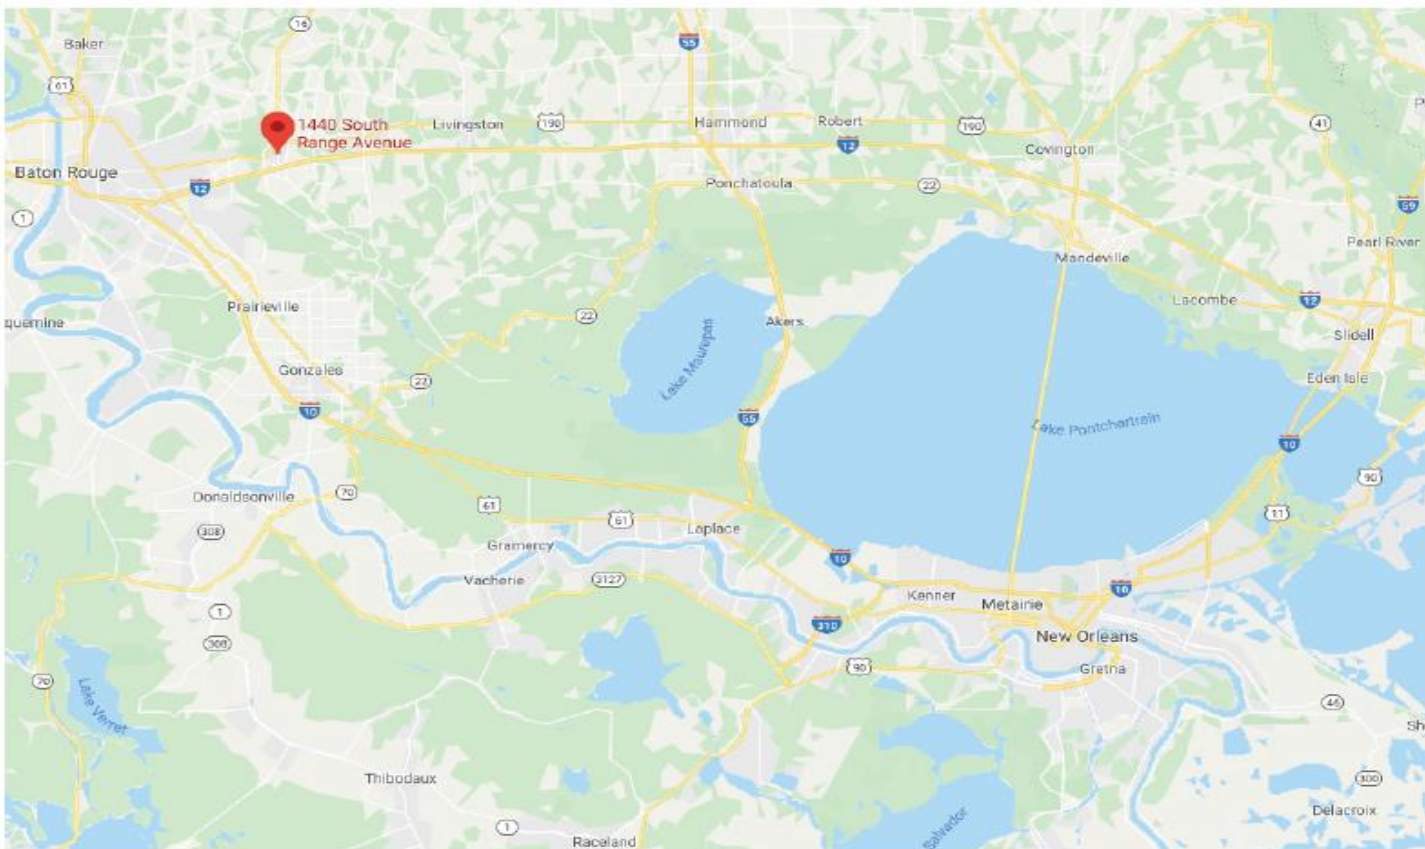 16
55
Baker
61
1440 South
Range Avenue
Livingston
190
Hammond
Robert
190
41
12
Covington
Baton Rouge
12
Ponchatoula
22
1
59
Pearl River
Mandeville
Lacombe
12
Prairieville
22
Akers
quemine
Slidell
Lake Maurepas
Gonzales
22
Eden Isle
10
55
Lake Pontchartrain
10
90
Donaldsonville
70
61
61
11
308
Laplace
Gramercy
10
Vacherie
3127
10
Kenner
Metairie
1
310
New Orleans
308
90
Gretna
70
Lake Verret
46
Sh
Thibodaux
300
Delacroix
1
Raceland
Salvador